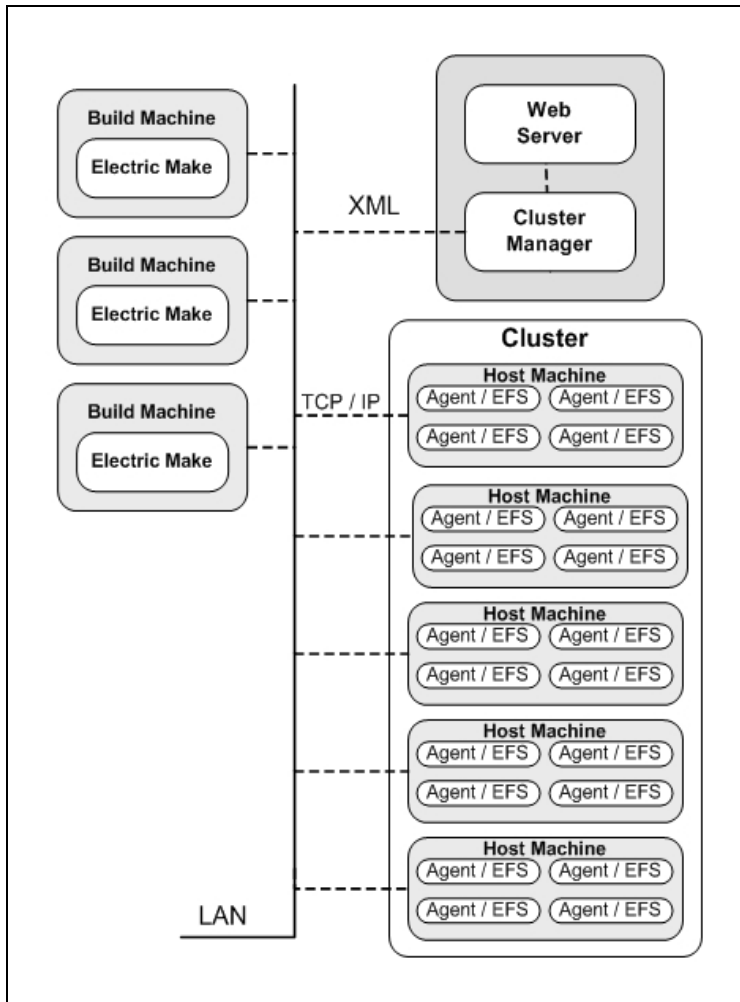 Build Machine
Electric Make
Build Machine
Electric Make
Build Machine
Electric Make
Web
Server
XML
Cluster
Manager
Cluster
TCP / IP
Host Machine
Agent / EFS Agent / EFS
Agent / EFS Agent / EFS
Host Machine
Agent / EFS Agent / EFS
Agent / EFS Agent / EFS
Host Machine
Agent / EFS Agent / EFS
Agent / EFS Agent / EFS
Host Machine
Agent / EFS Agent / EFS
Agent / EFS Agent / EFS
Host Machine
Agent / EFS Agent / EFS
Agent / EFS Agent / EFS
LAN